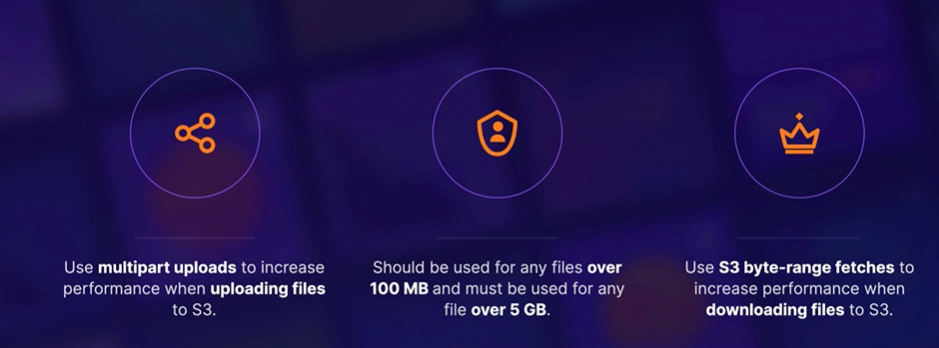 Use multipart uploads to increase
performance when uploading files
to S3.
Should be used for any files over
100 MB and must be used for any
file over 5 GB.
Use S3 byte-range fetches to
increase performance when
downloading files to S3.